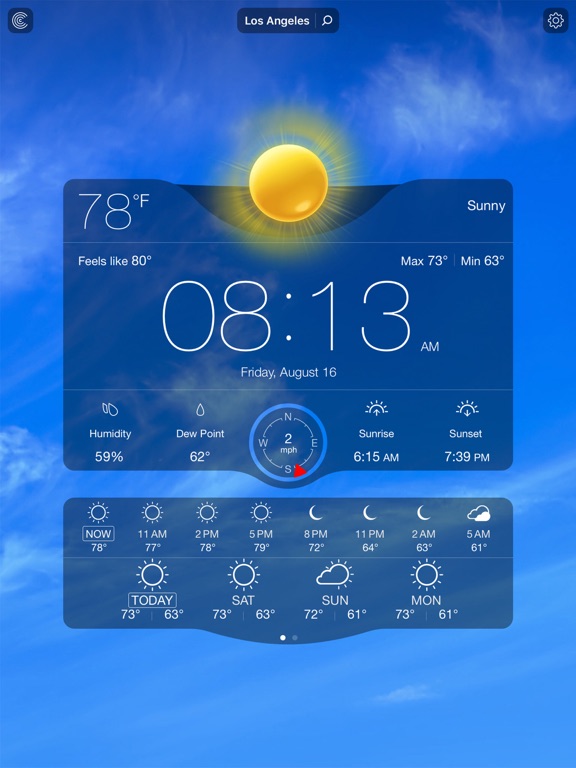 Los Angeles
78°F
Sunny
Feels like 80°
Max 73° Min 63°
08:13 AM
Friday, August 16
Humidity
59%
Dew Point
62°
N
W E
S
2
mph
Sunrise
6:15 AM
Sunset
7:39 PM
NOW 11 AM 2 PM 5 PM 8 PM 11 PM 2 AM 5 AM
78° 77° 78° 79° 72° 64° 63° 61°
TODAY SAT SUN MON
73° 63° 73° 63° 72° 61° 73° 61°